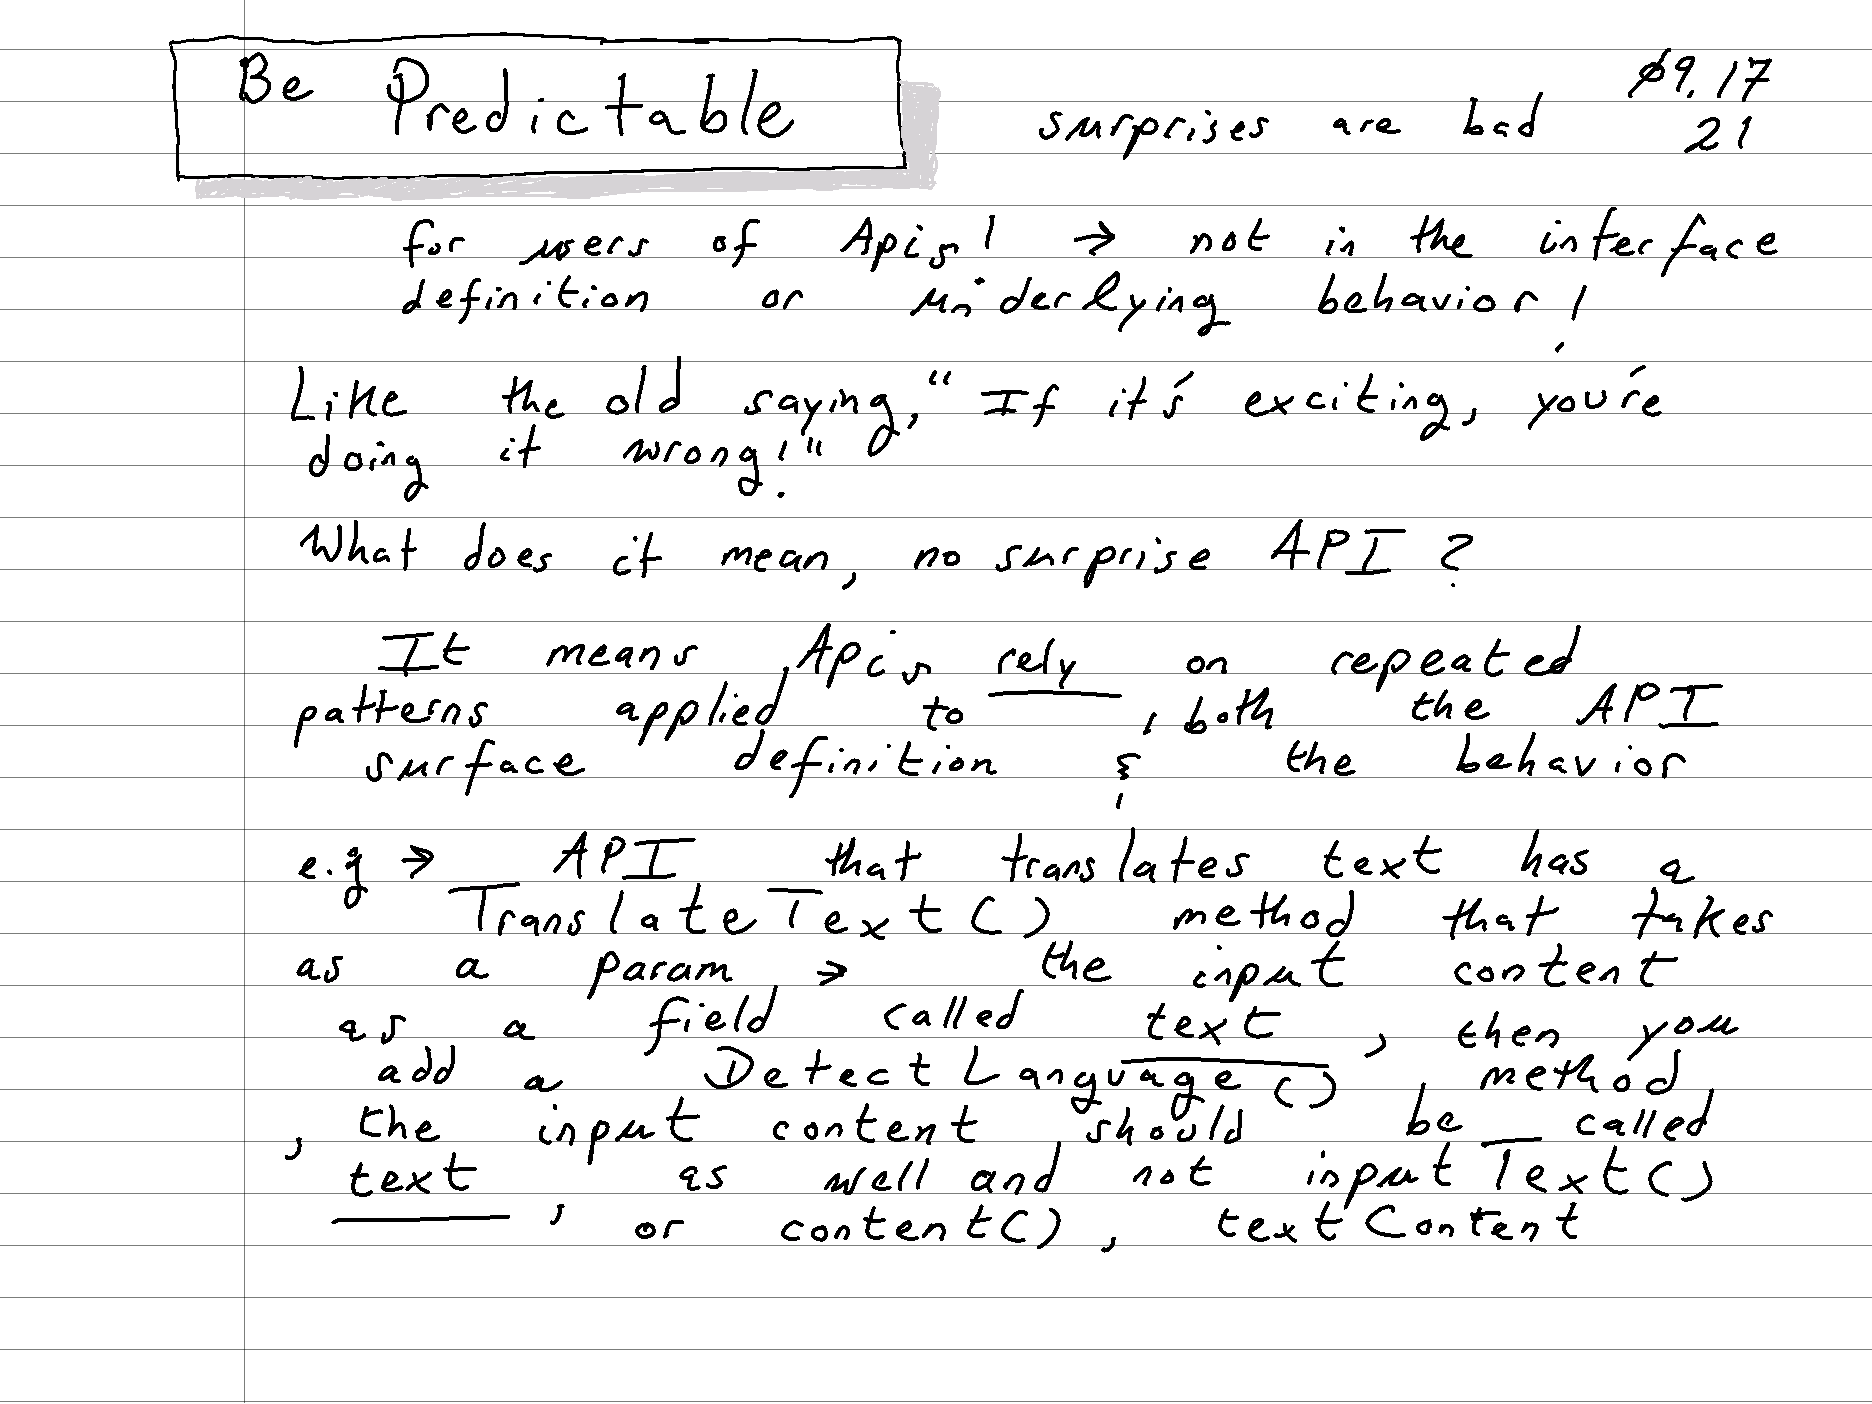 Be Predictable
surprises are bad
09.17
21
for users of Apis! → not in the interface
definition or underlying behavior!
Like the old saying, "If it's exciting, you're
doing it wrong!"
What does it mean, no surprise API?
It means Apis rely on repeated
patterns applied to, both the API
surface definition & the behavior
e.g → API that translates text has a
TranslateText() method that takes
as a param → the input content
as a field called text, then you
add a DetectLanguage() method
, the input content should be called
text, as well and not inputText()
or content(), textContent